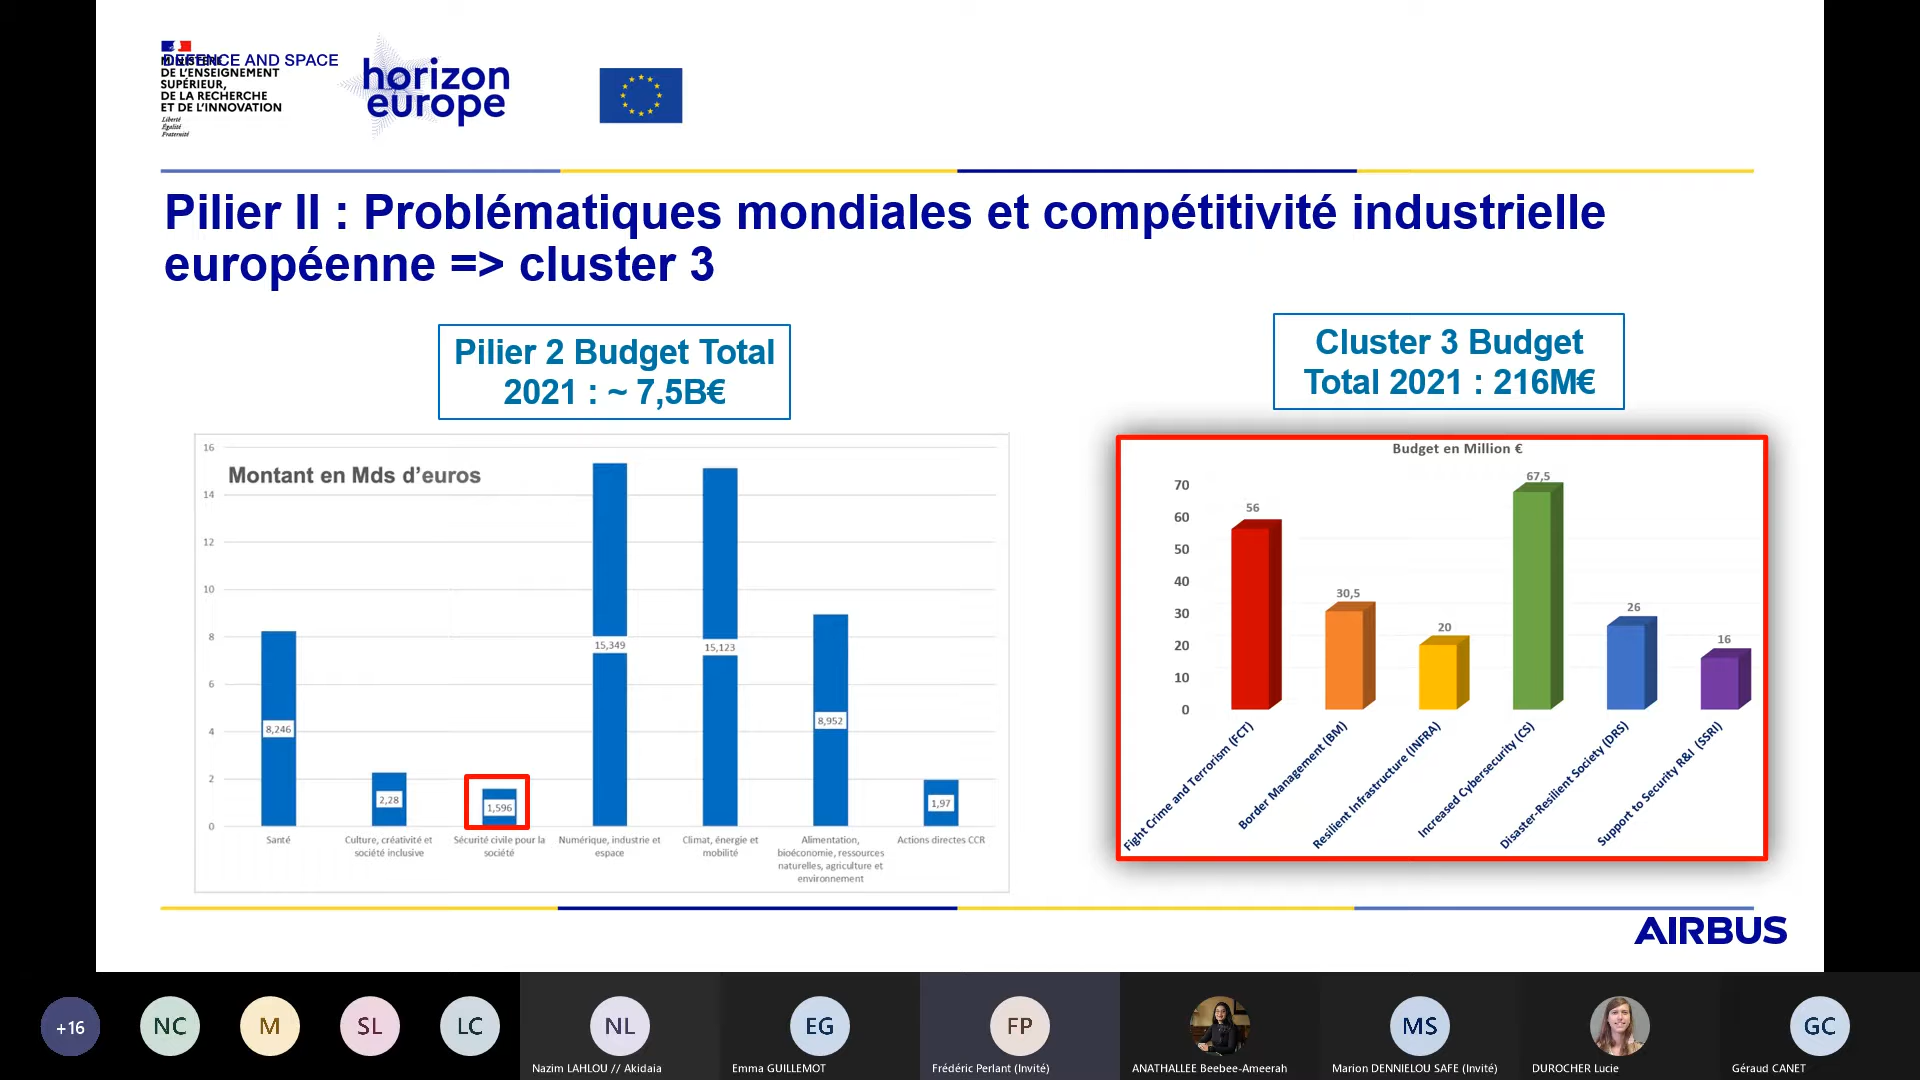 DEFENCE AND SPACE
MINISTÈRE
DE L'ENSEIGNEMENT
SUPÉRIEUR,
DE LA RECHERCHE
ET DE L'INNOVATION
Liberté
Égalité
Fraternité
horizon
europe
Pilier II : Problématiques mondiales et compétitivité industrielle
européenne => cluster 3
Pilier 2 Budget Total
2021 : ~ 7,5B€
Cluster 3 Budget
Total 2021 : 216M€
Montant en Mds d'euros
16
14
12
10
8
6
4
2
0
8,246
2,28
1,596
15,349
15,123
8,952
1,97
Santé
Culture, créativité et
société inclusive
Sécurité civile pour la
société
Numérique, industrie et
espace
Climat, énergie et
mobilité
Alimentation,
bioéconomie, ressources
naturelles, agriculture et
environnement
Actions directes CCR
Budget en Million €
70
60
50
40
30
20
10
0
56
30,5
20
67,5
26
16
Fight Crime and Terrorism (FCT)
Border Management (BM)
Resilient Infrastructure (INFRA)
Increased Cybersecurity (CS)
Disaster-Resilient Society (DRS)
Support to Security R&I (SSRI)
AIRBUS
+16
NC
M
SL
LC
NL
Nazim LAHLOU // Akidaia
EG
Emma GUILLEMOT
FP
Frédéric Perlant (Invité)
ANATHALLEE Beebee-Ameerah
MS
Marion DENNIELOU SAFE (Invité)
DUROCHER Lucie
GC
Géraud CANET